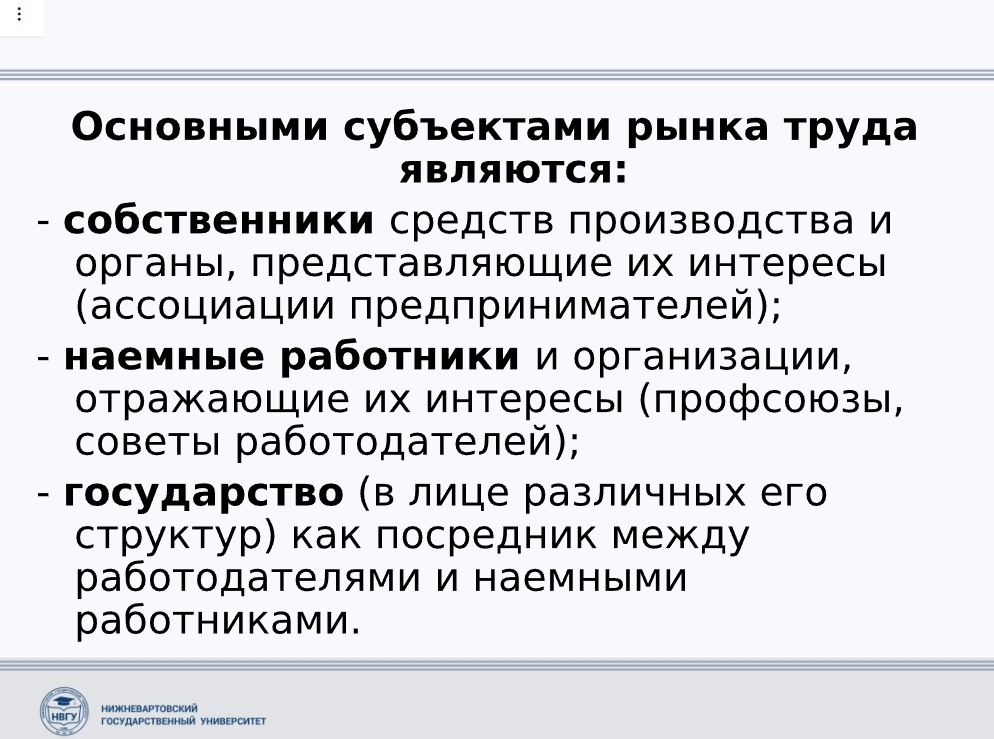 Основными субъектами рынка труда
являются:
- собственники средств производства и
органы, представляющие их интересы
(ассоциации предпринимателей);
- наемные работники и организации,
отражающие их интересы (профсоюзы,
советы работодателей);
- государство (в лице различных его
структур) как посредник между
работодателями и наемными
работниками.
НВГУ
НИЖНЕВАРТОВСКИЙ
ГОСУДАРСТВЕННЫЙ УНИВЕРСИТЕТ